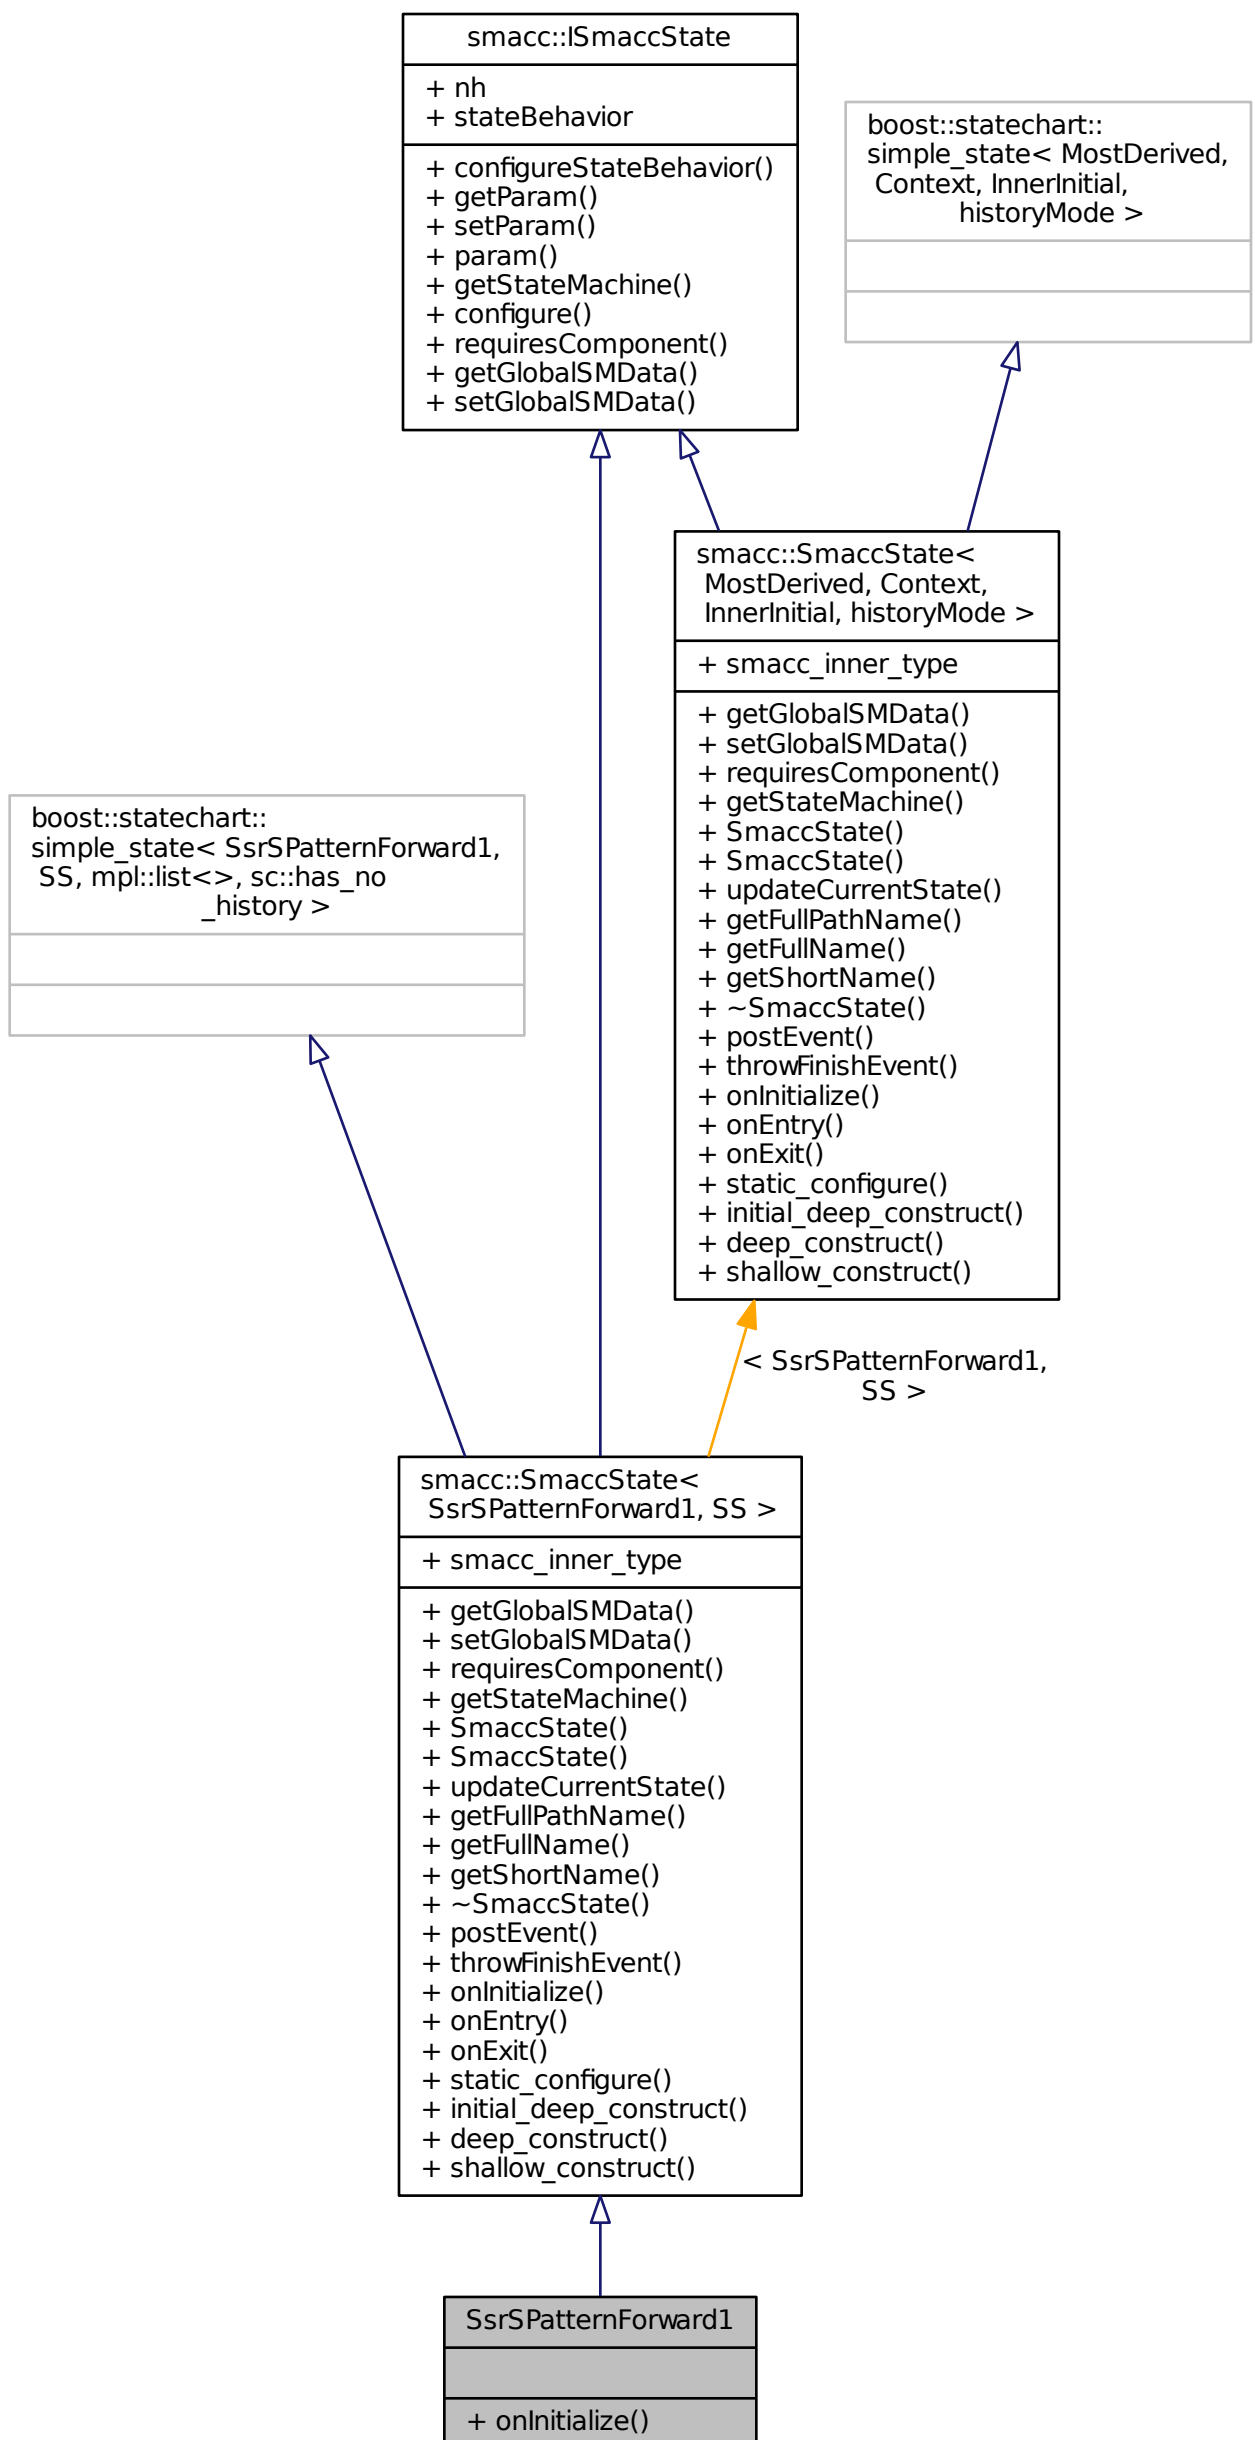 smacc::ISmaccState
+ nh
+ stateBehavior
+ configureStateBehavior()
+ getParam()
+ setParam()
+ param()
+ getStateMachine()
+ configure()
+ requiresComponent()
+ getGlobalSMData()
+ setGlobalSMData()
boost::statechart::
simple_state< MostDerived,
Context, InnerInitial,
historyMode >
smacc::SmaccState<
MostDerived, Context,
InnerInitial, historyMode >
+ smacc_inner_type
+ getGlobalSMData()
+ setGlobalSMData()
+ requiresComponent()
+ getStateMachine()
+ SmaccState()
+ SmaccState()
+ updateCurrentState()
+ getFullPathName()
+ getFullName()
+ getShortName()
+ ~SmaccState()
+ postEvent()
+ throwFinishEvent()
+ onInitialize()
+ onEntry()
+ onExit()
+ static_configure()
+ initial_deep_construct()
+ deep_construct()
+ shallow_construct()
boost::statechart::
simple_state< SsrSPatternForward1,
SS, mpl::list<>, sc::has_no
_history >
< SsrSPatternForward1,
SS >
smacc::SmaccState<
SsrSPatternForward1, SS >
+ smacc_inner_type
+ getGlobalSMData()
+ setGlobalSMData()
+ requiresComponent()
+ getStateMachine()
+ SmaccState()
+ SmaccState()
+ updateCurrentState()
+ getFullPathName()
+ getFullName()
+ getShortName()
+ ~SmaccState()
+ postEvent()
+ throwFinishEvent()
+ onInitialize()
+ onEntry()
+ onExit()
+ static_configure()
+ initial_deep_construct()
+ deep_construct()
+ shallow_construct()
SsrSPatternForward1
+ onInitialize()